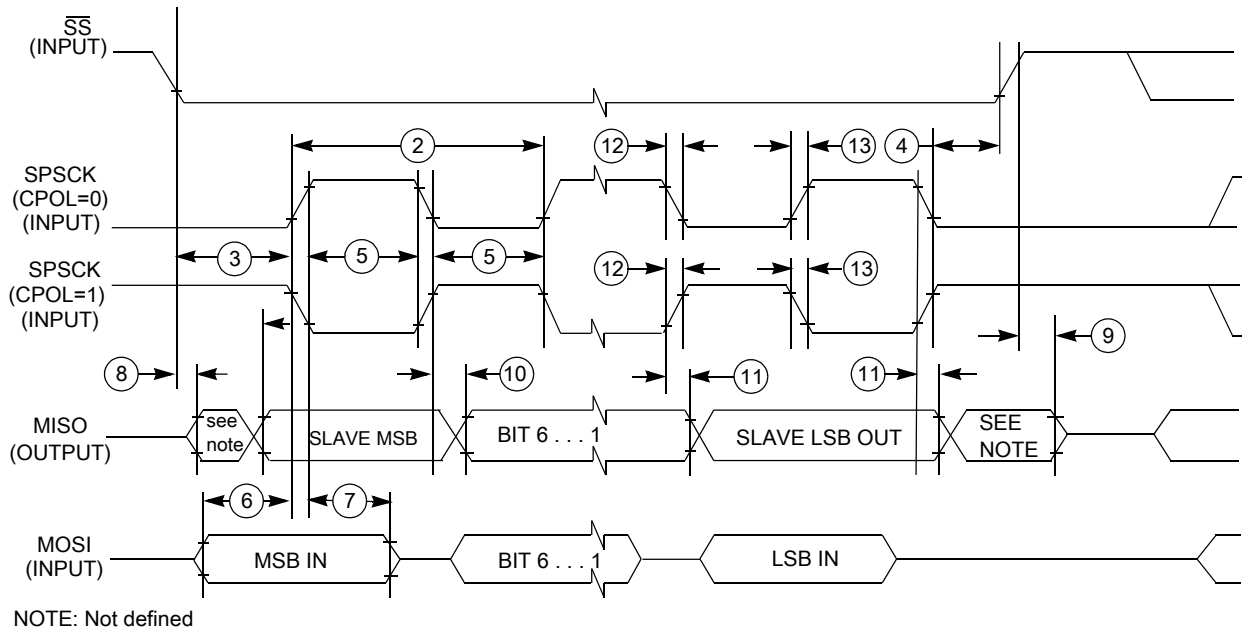 SS
(INPUT)
2
12
13
4
SPSCK
(CPOL=0)
(INPUT)
3
5
5
SPSCK
(CPOL=1)
(INPUT)
12
13
8
10
11
11
9
MISO
(OUTPUT)
see
note
SLAVE MSB
BIT 6 . . . 1
SLAVE LSB OUT
SEE
NOTE
6
7
MOSI
(INPUT)
MSB IN
BIT 6 . . . 1
LSB IN
NOTE: Not defined